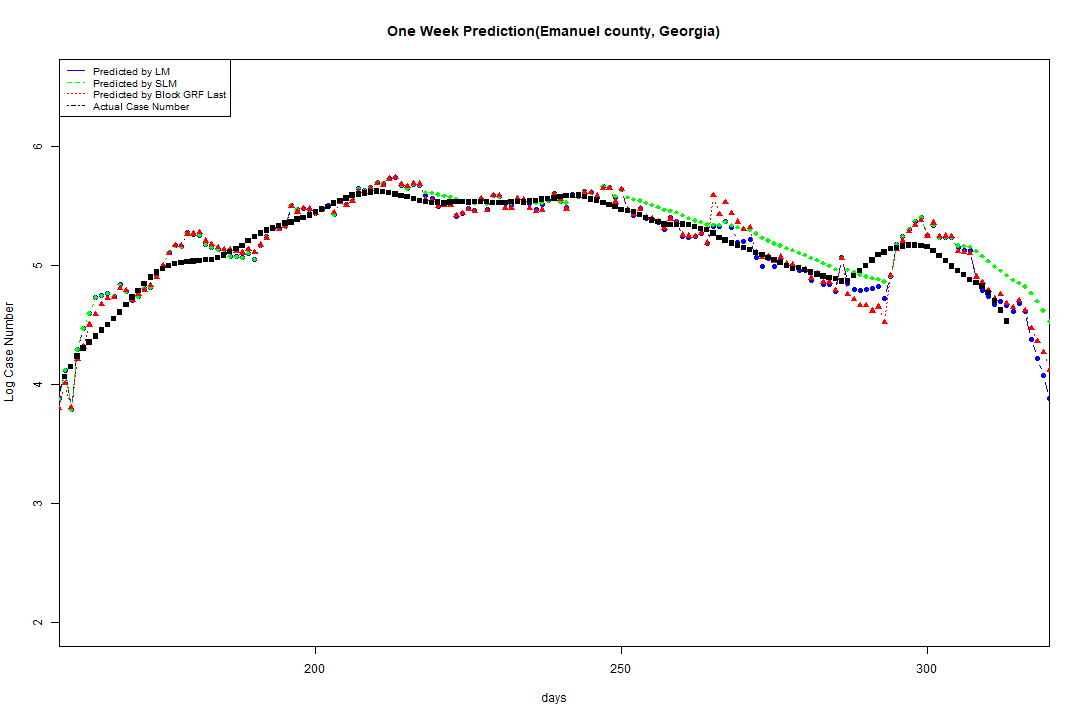 One Week Prediction(Emanuel county, Georgia)
Predicted by LM
Predicted by SLM
Predicted by Block GRF Last
Actual Case Number
6
5
4
3
2
Log Case Number
200
250
300
days